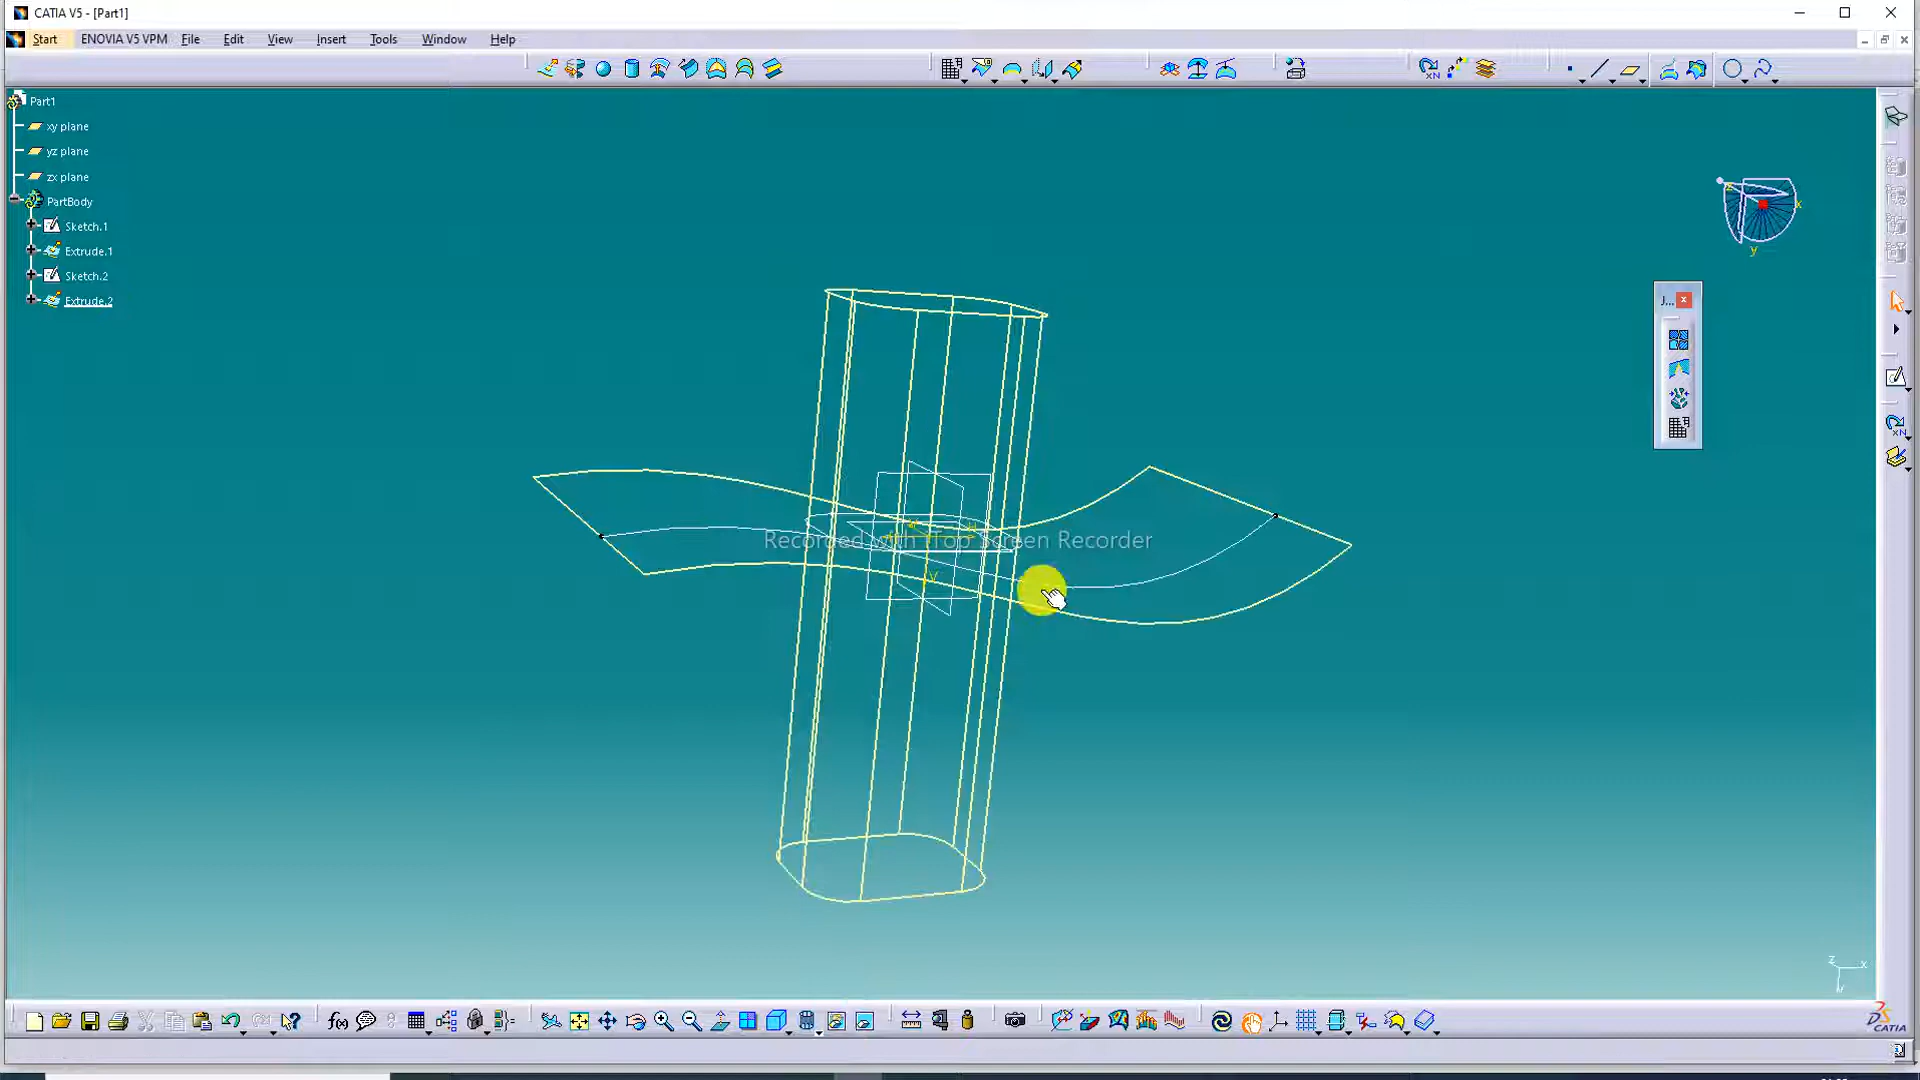 CATIA V5 - [Part1]
Start ENOVIA V5 VPM File Edit View Insert Tools Window Help
Part1
xy plane
yz plane
zx plane
PartBody
Sketch.1
Extrude.1
Sketch.2
Extrude.2
J...
z
x
y
Recorded with iTop Screen Recorder
V
z
x
CATIA